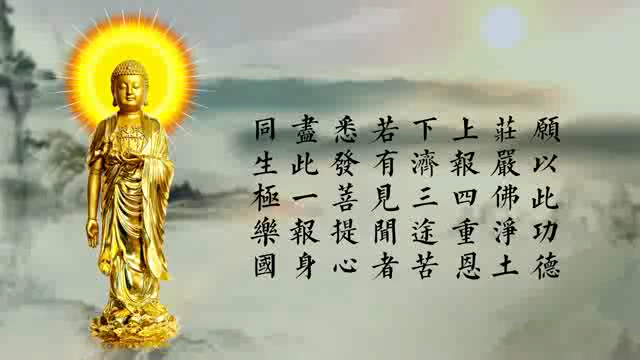 願以此功德
莊嚴佛淨土
上報四重恩
下濟三途苦
若有見聞者
悉發菩提心
盡此一報身
同生極樂國